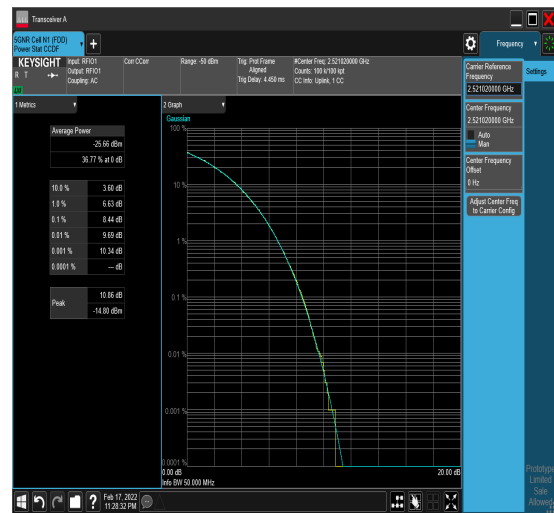 Transceiver A
5GNR Cell N1 (FDD)
Power Stat CCDF
Frequency
KEYSIGHT
R T
Input: RFIO1
Output: RFIO1
Coupling: AC
Corr CCorr
Range: -50 dBm
Trig: Prot Frame
Aligned
Trig Delay: 4.450 ms
#Center Freq: 2.521020000 GHz
Counts: 100 k/100 kpt
CC Info: Uplink, 1 CC
LXI
Carrier Reference
Frequency
2.521020000 GHz
Settings
Center Frequency
2.521020000 GHz
Auto
Man
Center Frequency
Offset
0 Hz
Adjust Center Freq
to Carrier Config
1 Metrics
Average Power
-25.66 dBm
36.77 % at 0 dB
10.0 % 3.60 dB
1.0 % 6.63 dB
0.1 % 8.44 dB
0.01 % 9.69 dB
0.001 % 10.34 dB
0.0001 % --- dB
Peak 10.86 dB
-14.80 dBm
2 Graph
Gaussian
100 %
10 %
1 %
0.1 %
0.01 %
0.001 %
0.0001 %
0.00 dB
20.00 dB
Info BW 50.000 MHz
Prototype
Limited
Sale
Allowed
?
Feb 17, 2022
11:28:32 PM